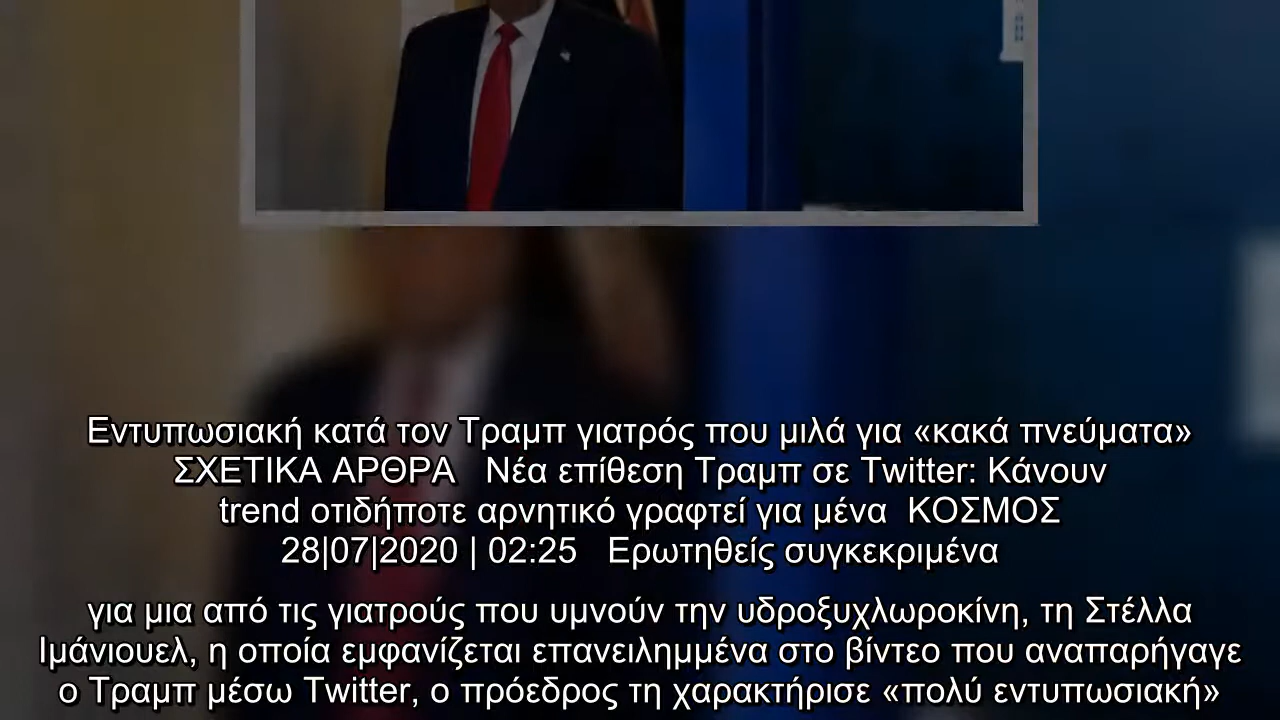 Εντυπωσιακή κατά τον Τραμπ γιατρός που μιλά για «κακά πνεύματα»
ΣΧΕΤΙΚΑ ΑΡΘΡΑ Νέα επίθεση Τραμπ σε Twitter: Κάνουν
trend οτιδήποτε αρνητικό γραφτεί για μένα ΚΟΣΜΟΣ
28|07|2020 | 02:25 Ερωτηθείς συγκεκριμένα
για μια από τις γιατρούς που υμνούν την υδροξυχλωροκίνη, τη Στέλλα
Ιμάνιουελ, η οποία εμφανίζεται επανειλημμένα στο βίντεο που αναπαρήγαγε
ο Τραμπ μέσω Twitter, ο πρόεδρος τη χαρακτήρισε «πολύ εντυπωσιακή»